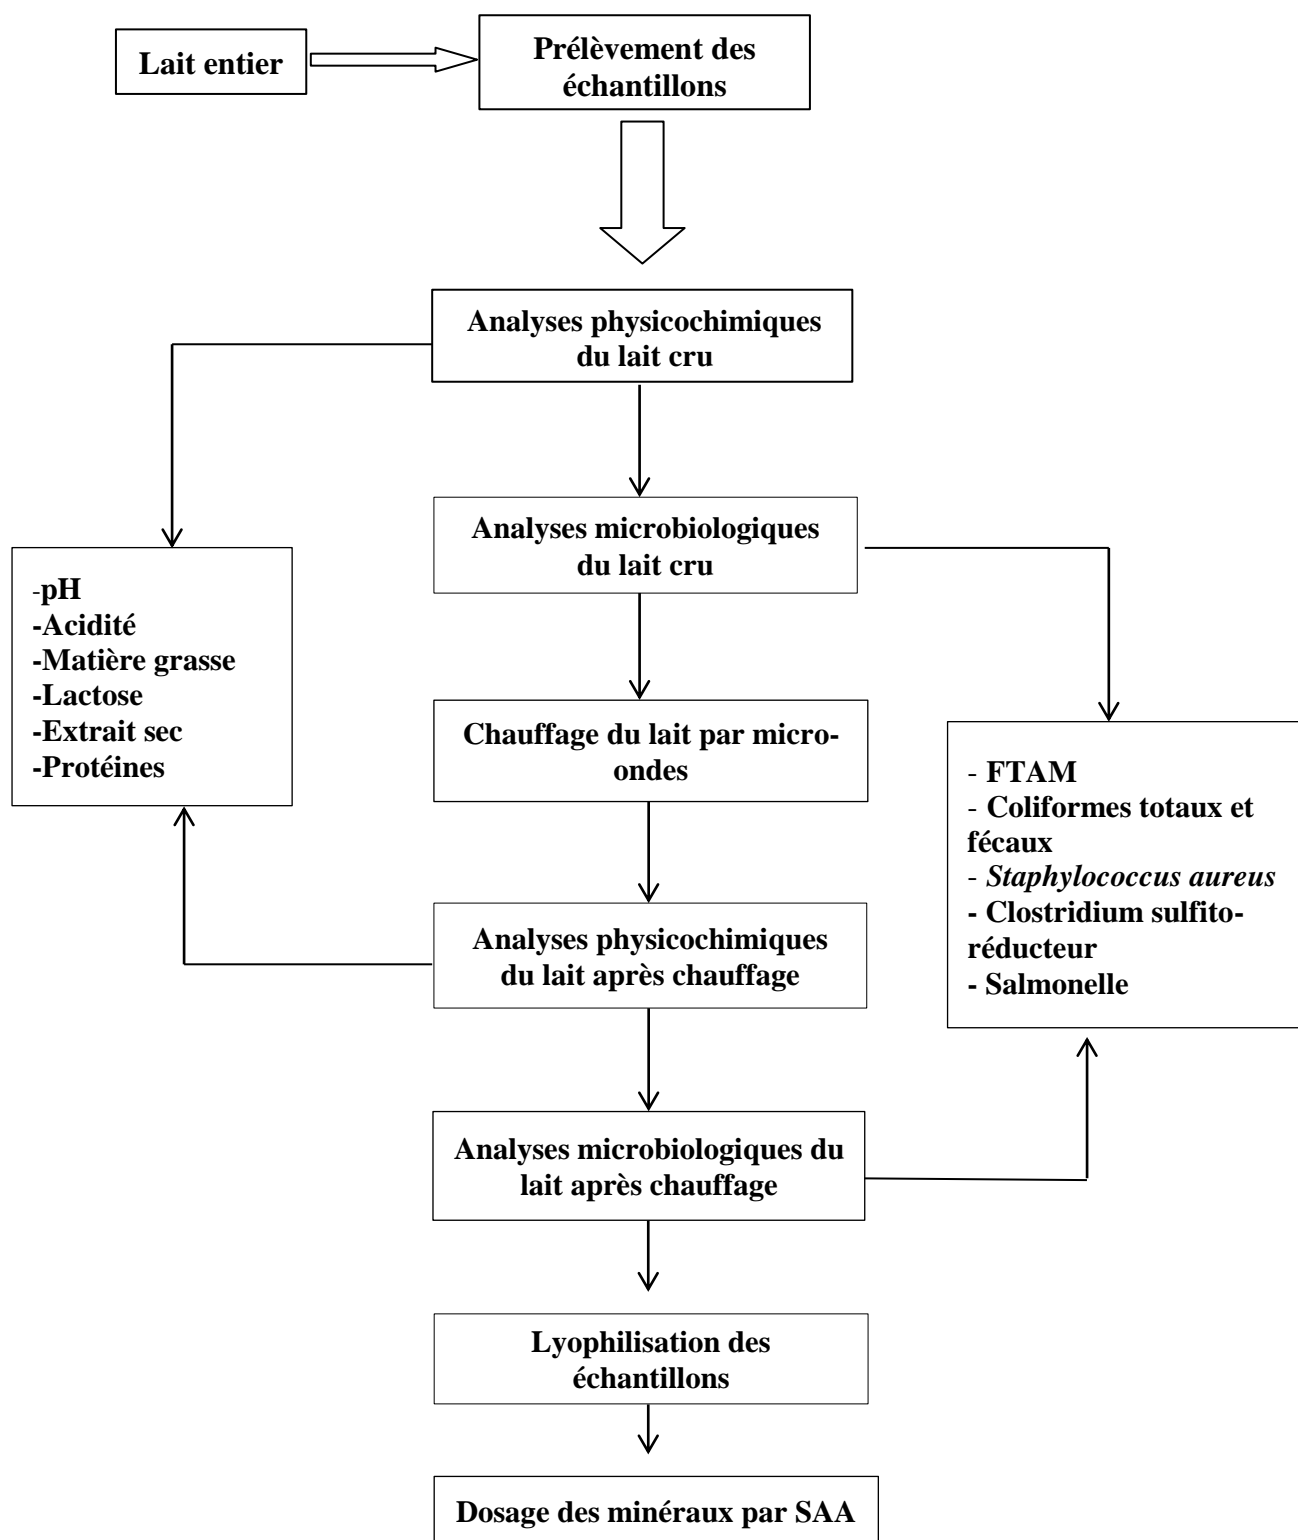 Lait entier
Prélèvement des
échantillons
Analyses physicochimiques
du lait cru
Analyses microbiologiques
du lait cru
-pH
-Acidité
-Matière grasse
-Lactose
-Extrait sec
-Protéines
Chauffage du lait par micro-
ondes
- FTAM
- Coliformes totaux et
fécaux
- Staphylococcus aureus
- Clostridium sulfito-
réducteur
- Salmonelle
Analyses physicochimiques
du lait après chauffage
Analyses microbiologiques du
lait après chauffage
Lyophilisation des
échantillons
Dosage des minéraux par SAA